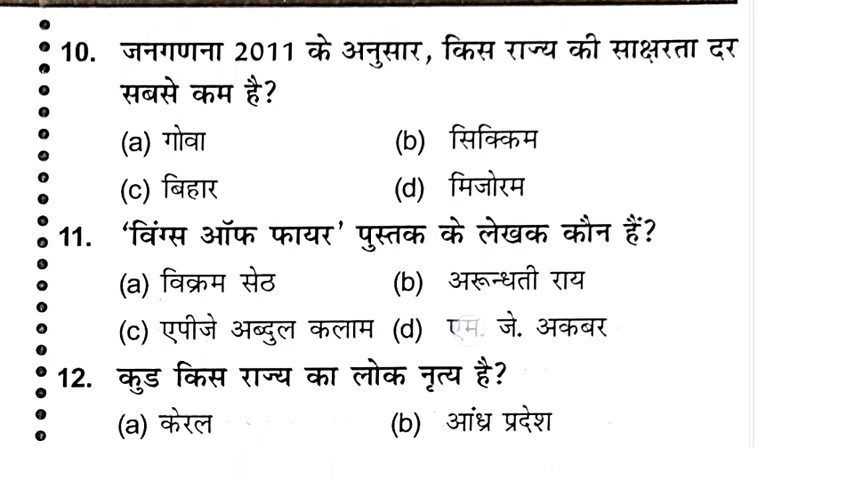 10. जनगणना 2011 के अनुसार, किस राज्य की साक्षरता दर
सबसे कम है?
(a) गोवा (b) सिक्किम
(c) बिहार (d) मिजोरम
11. 'विंग्स ऑफ फायर' पुस्तक के लेखक कौन हैं?
(a) विक्रम सेठ (b) अरून्धती राय
(c) एपीजे अब्दुल कलाम (d) एम. जे. अकबर
12. कुड किस राज्य का लोक नृत्य है?
(a) केरल (b) आंध्र प्रदेश